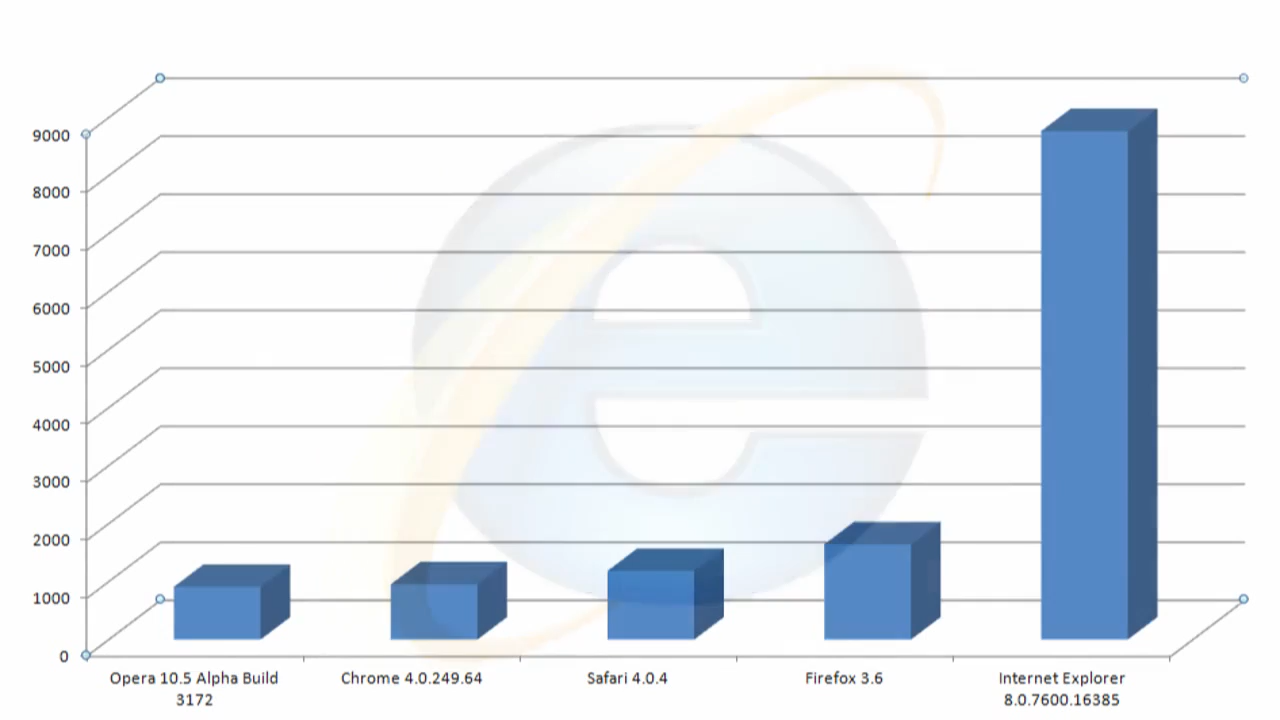 9000
8000
7000
6000
5000
4000
3000
2000
1000
0
Opera 10.5 Alpha Build
3172
Chrome 4.0.249.64
Safari 4.0.4
Firefox 3.6
Internet Explorer
8.0.7600.16385